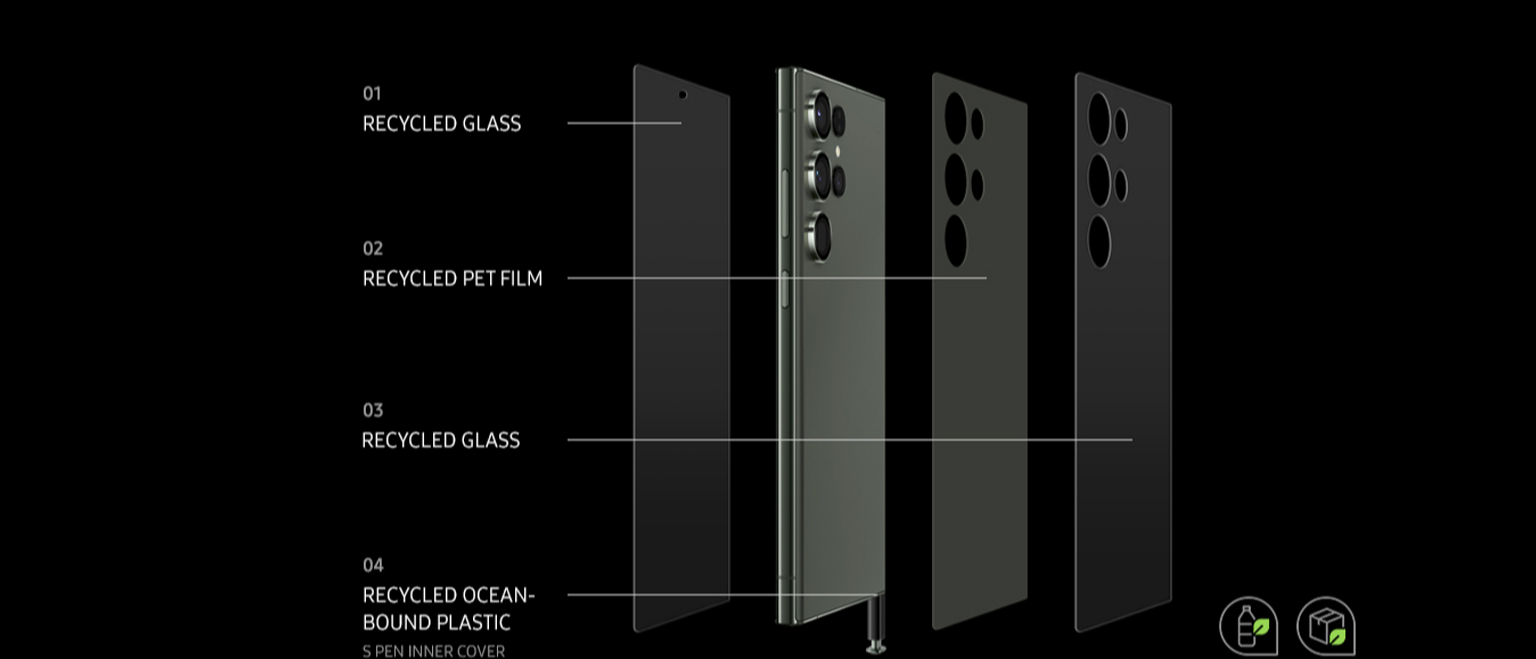 01
RECYCLED GLASS
02
RECYCLED PET FILM
03
RECYCLED GLASS
04
RECYCLED OCEAN-
BOUND PLASTIC
S PEN INNER COVER